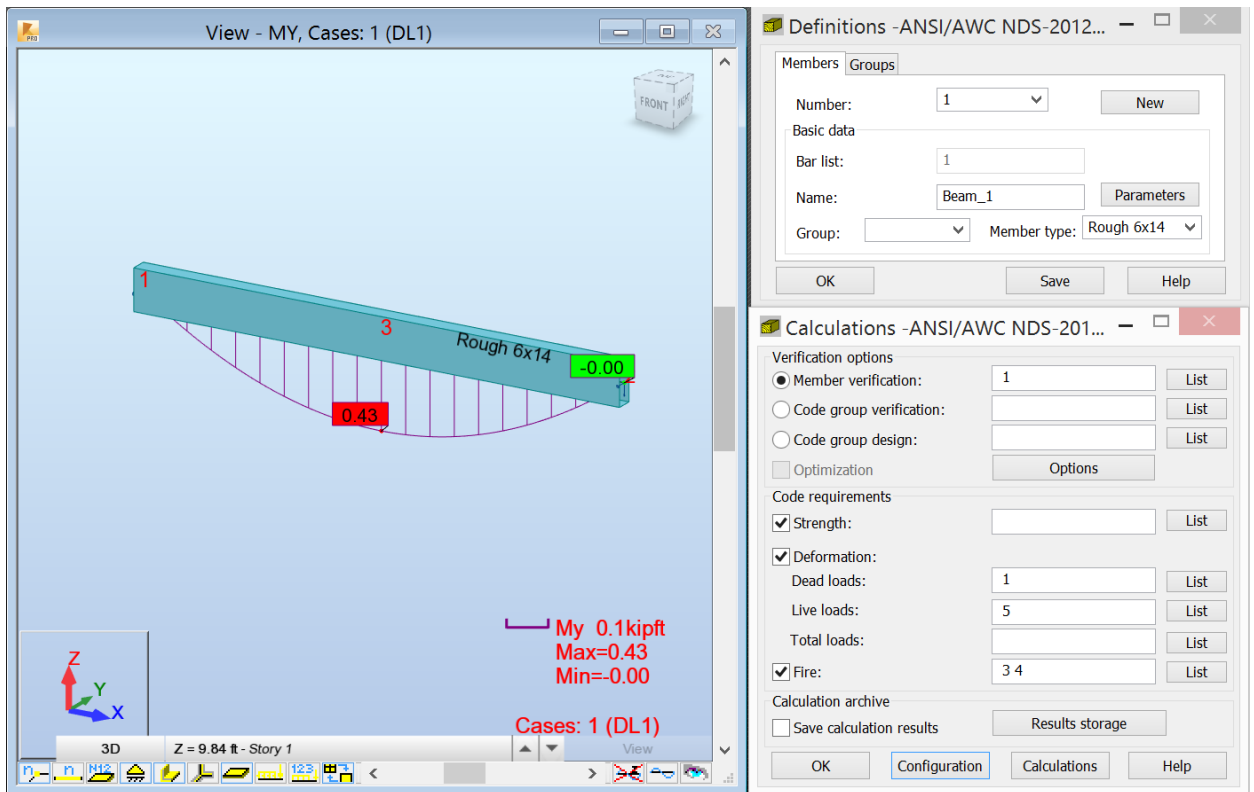 View - MY, Cases: 1 (DL1)
PRO
FRONT
RIGHT
1
3
Rough 6x14
-0.00
0.43
My 0.1kipft
Max=0.43
Min=-0.00
Cases: 1 (DL1)
Z
Y
X
3D
Z = 9.84 ft - Story 1
View
Definitions -ANSI/AWC NDS-2012...
Members Groups
Number: 1 New
Basic data
Bar list: 1
Name: Beam_1 Parameters
Group: Member type: Rough 6x14
OK Save Help
Calculations -ANSI/AWC NDS-201...
Verification options
Member verification: 1 List
Code group verification: List
Code group design: List
Optimization Options
Code requirements
Strength: List
Deformation:
Dead loads: 1 List
Live loads: 5 List
Total loads: List
Fire: 3 4 List
Calculation archive
Save calculation results Results storage
OK Configuration Calculations Help